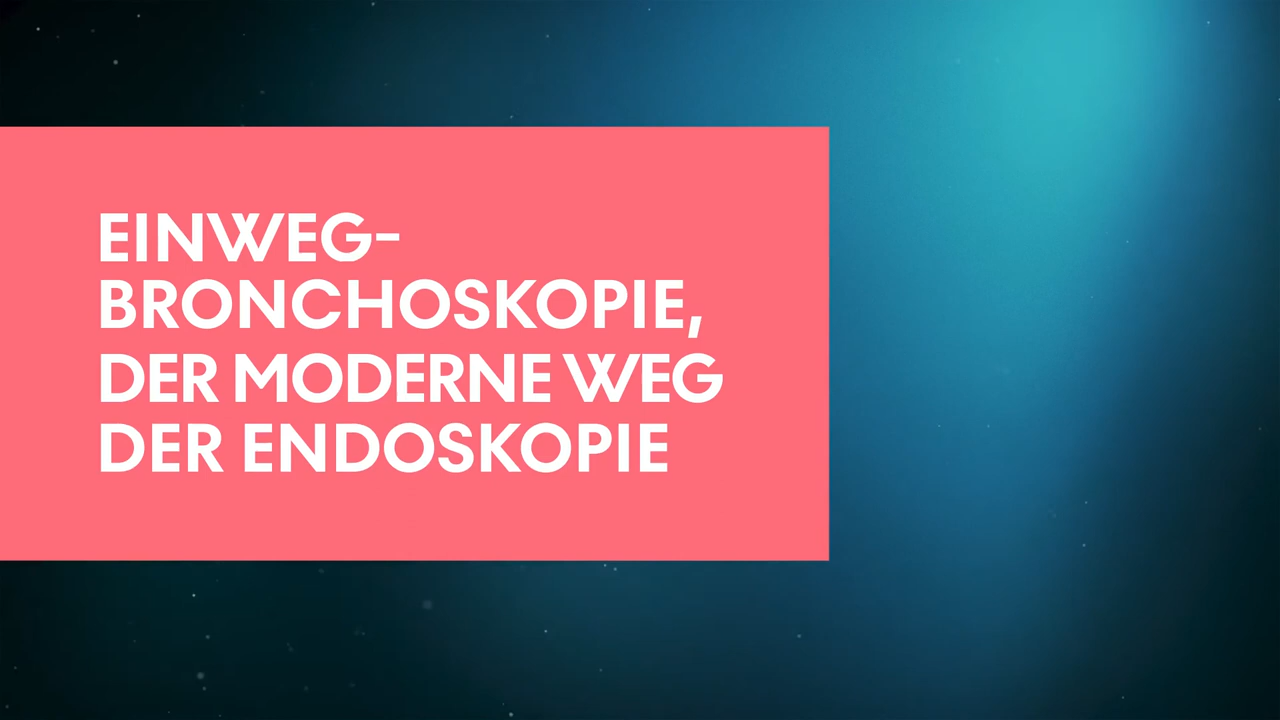 EINWEG-
BRONCHOSKOPIE,
DER MODERNE WEG
DER ENDOSKOPIE